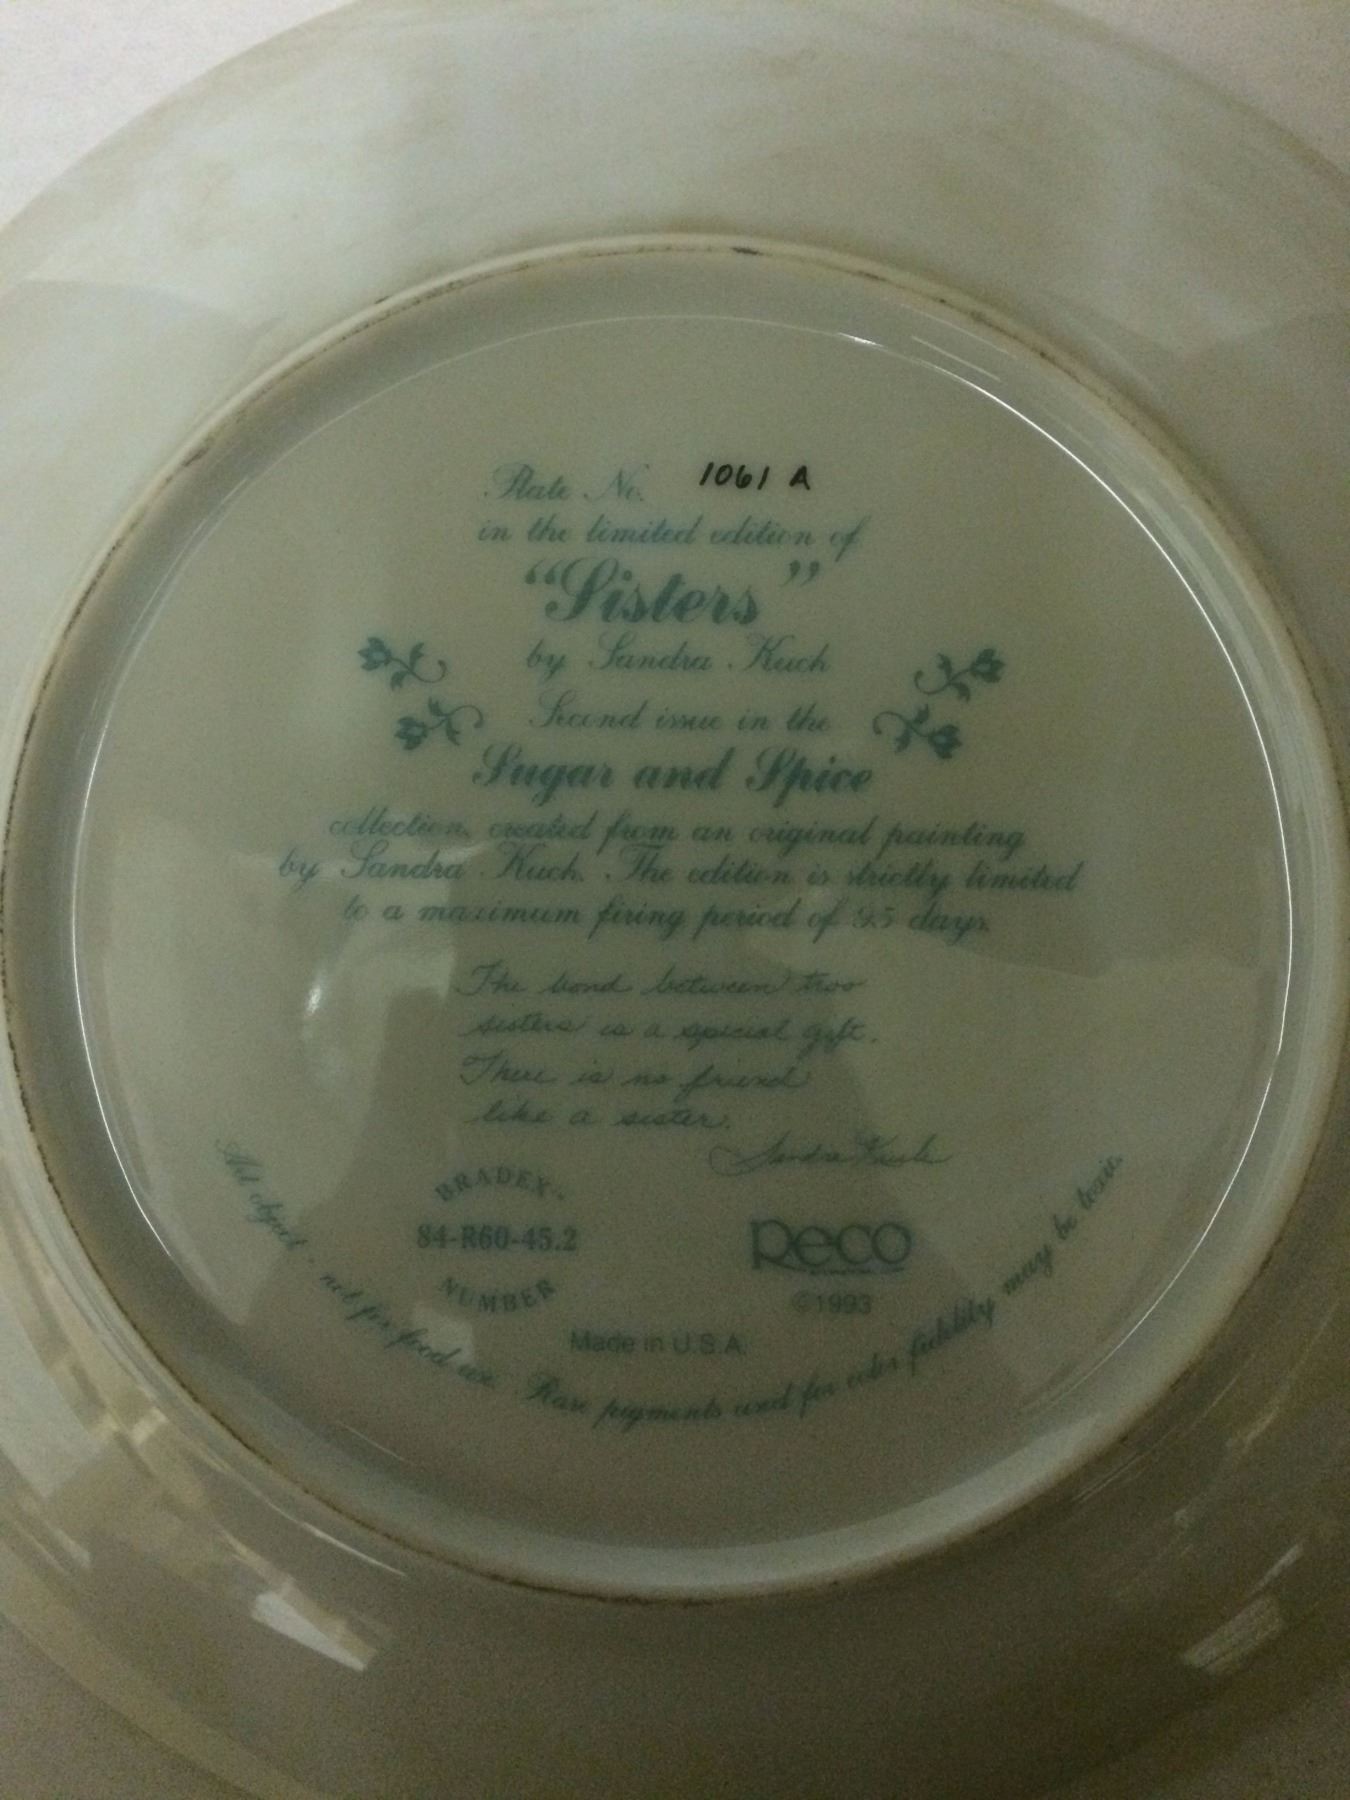 Plate No. 1061 A
in the limited edition of
“Sisters”
by Sandra Kuck
Second issue in the
Sugar and Spice
collection, created from an original painting
by Sandra Kuck. The edition is strictly limited
to a maximum firing period of 95 days.
The bond between two
sisters is a special gift.
There is no friend
like a sister.
Sandra Kuck
BRADEX
84-R60-45.2
NUMBER
Reco
©1993
Made in U.S.A.
Art object - not for food use. Rare pigments used for color fidelity may be toxic.